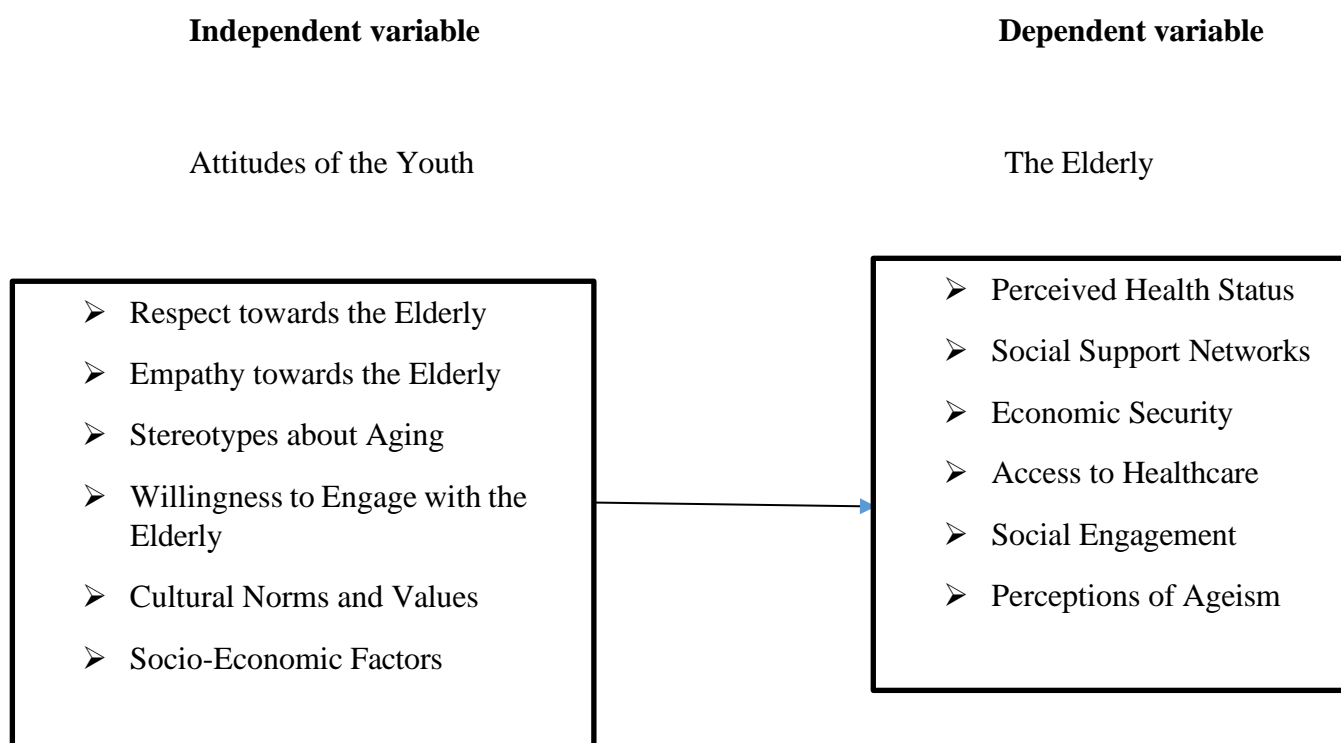 Independent variable
Dependent variable
Attitudes of the Youth
The Elderly
➢ Respect towards the Elderly
➢ Empathy towards the Elderly
➢ Stereotypes about Aging
➢ Willingness to Engage with the
Elderly
➢ Cultural Norms and Values
➢ Socio-Economic Factors
➢ Perceived Health Status
➢ Social Support Networks
➢ Economic Security
➢ Access to Healthcare
➢ Social Engagement
➢ Perceptions of Ageism